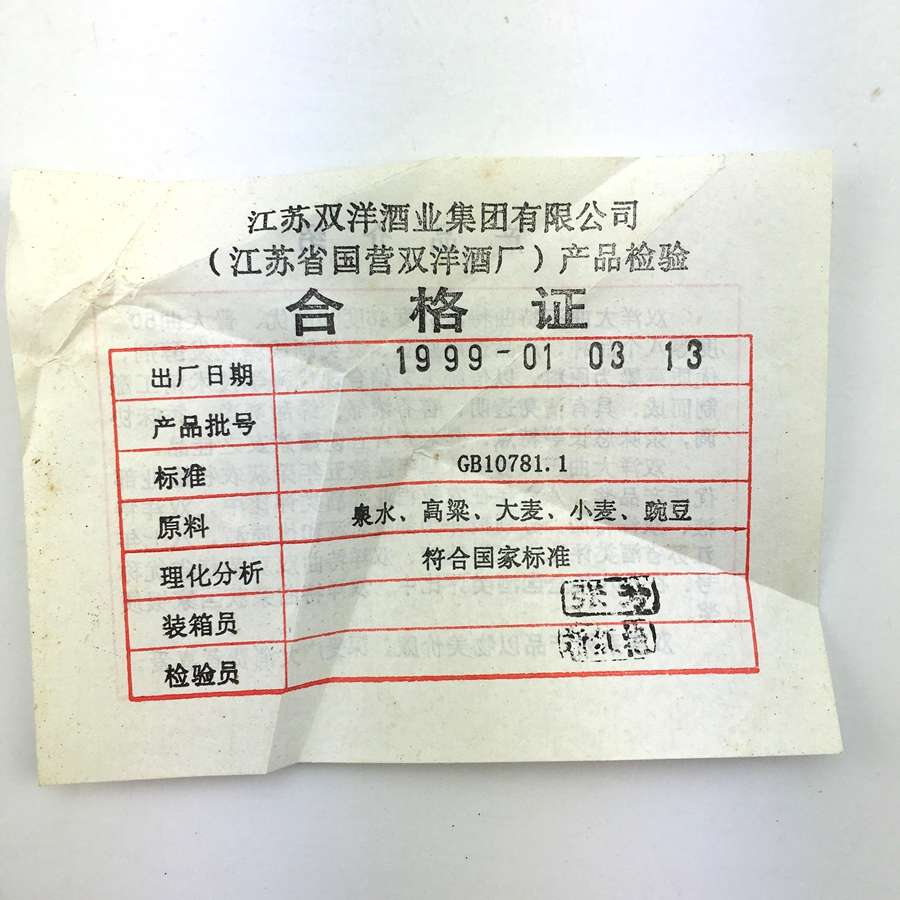 江苏双洋酒业集团有限公司
（江苏省国营双洋酒厂）产品检验
合格证
出厂日期 1999-01 03 13
产品批号
标准 GB10781.1
原料 泉水、高粱、大麦、小麦、豌豆
理化分析 符合国家标准
装箱员
检验员